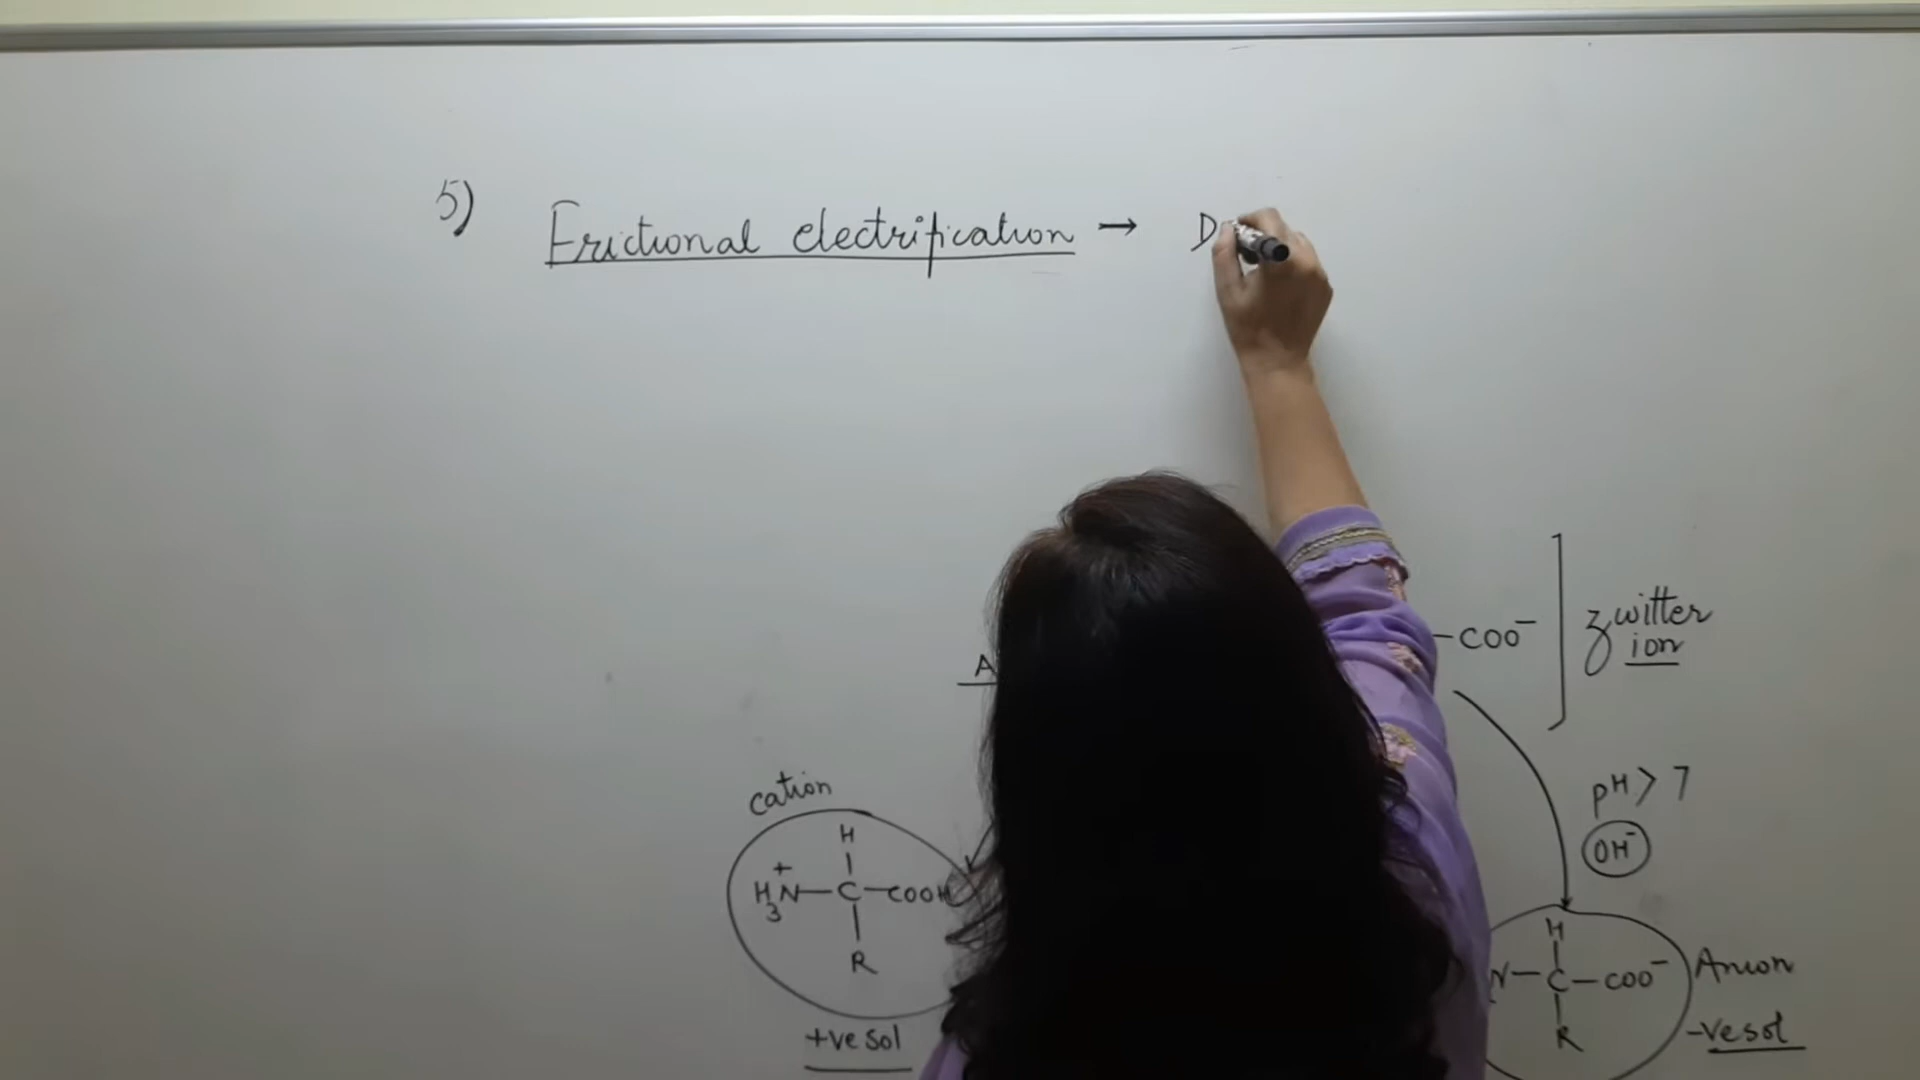 5) Frictional electrification → D
-COO⁻ ] zwitter
ion
A
pH > 7
OH⁻
cation
H
H₃N⁺—C—COOH
R
+ve sol
H
N—C—COO⁻ Anion
R
-ve sol